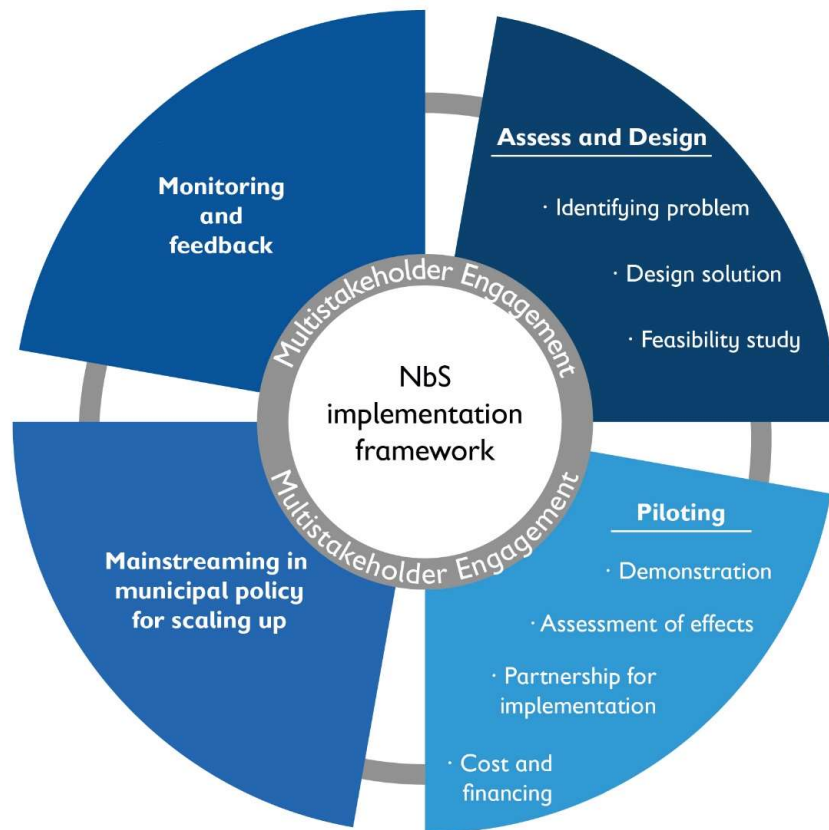 Monitoring
and
feedback
Assess and Design
· Identifying problem
· Design solution
· Feasibility study
Multistakeholder Engagement
NbS
implementation
framework
Multistakeholder Engagement
Mainstreaming in
municipal policy
for scaling up
Piloting
· Demonstration
· Assessment of effects
· Partnership for
implementation
· Cost and
financing